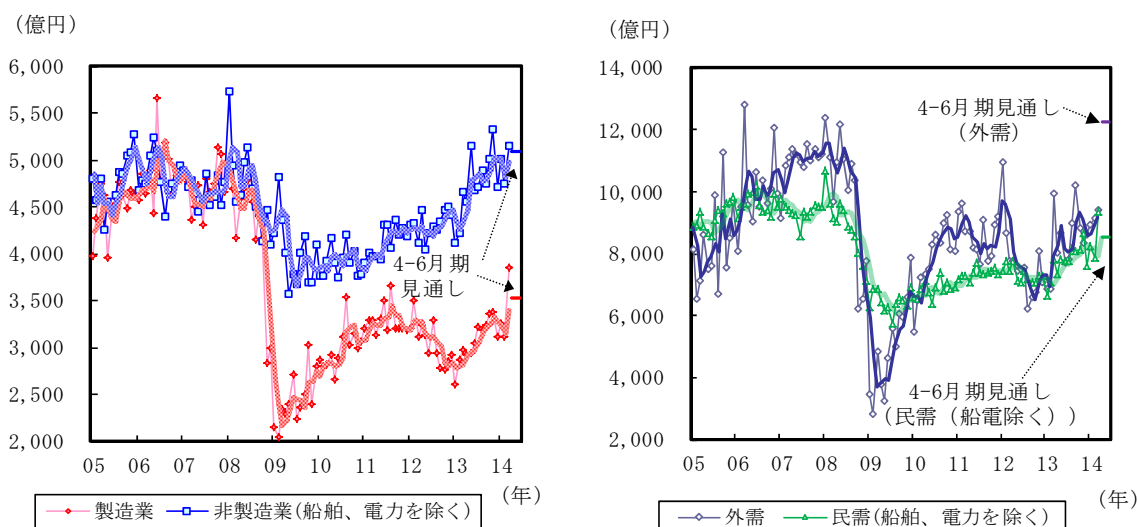 (億円)
6,000
5,500
5,000
4,500
4,000
3,500
3,000
2,500
2,000
4-6月期
見通し
05 06 07 08 09 10 11 12 13 14
(年)
製造業 非製造業(船舶、電力を除く)
(億円)
14,000
12,000
10,000
8,000
6,000
4,000
2,000
4-6月期見通し
(外需)
4-6月期見通し
(民需(船電除く))
05 06 07 08 09 10 11 12 13 14
(年)
外需 民需(船舶、電力を除く)